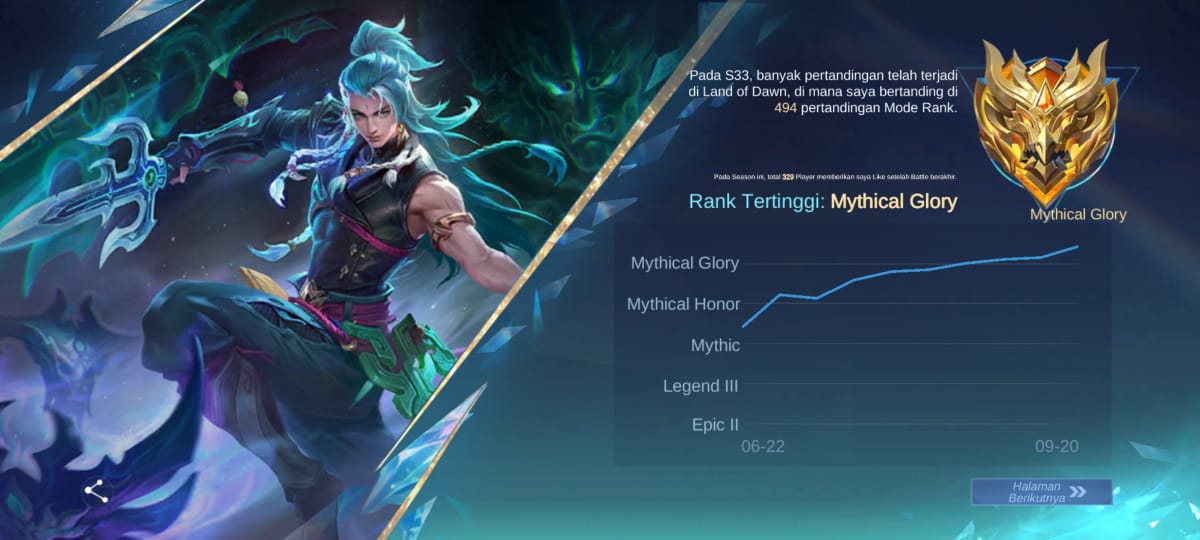 Pada S33, banyak pertandingan telah terjadi
di Land of Dawn, di mana saya bertanding di
494 pertandingan Mode Rank.
Pada Season ini, total 329 Player memberikan saya Like setelah Battle berakhir.
Rank Tertinggi: Mythical Glory
Mythical Glory
Mythical Glory
Mythical Honor
Mythic
Legend III
Epic II
06-22
09-20
Halaman
Berikutnya